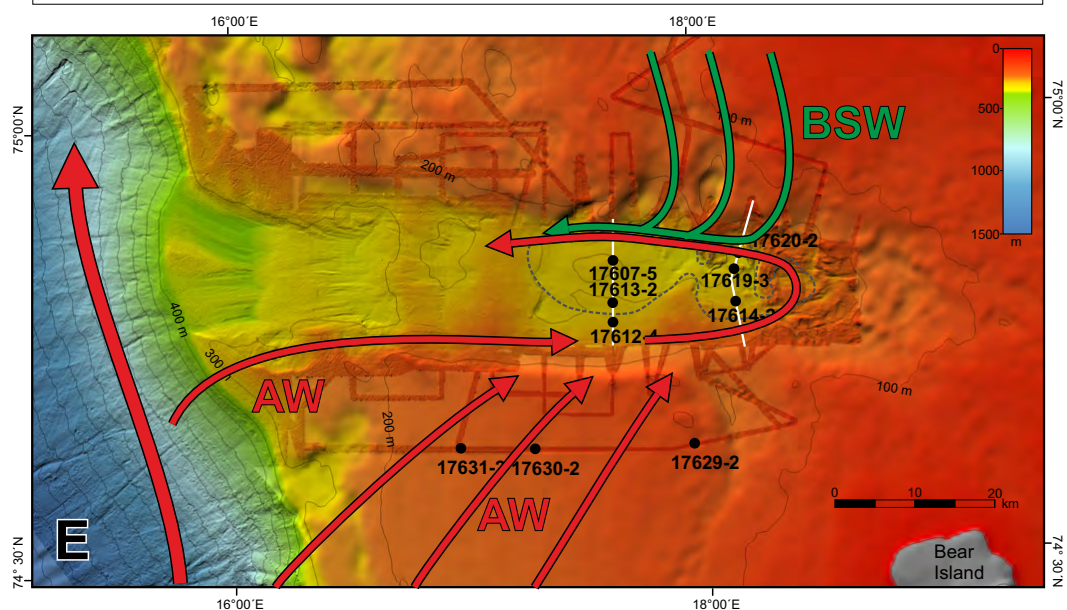 16°00´E
18°00´E
75°00´N
75°00´N
0
500
1000
1500
m
BSW
200 m
17620-2
17607-5
17619-3
17613-2
17612-4
400 m
300 m
AW
100 m
200 m
17631-2
17630-2
17629-2
AW
0
10
20
km
E
Bear
Island
74°30´N
74°30´N
16°00´E
18°00´E